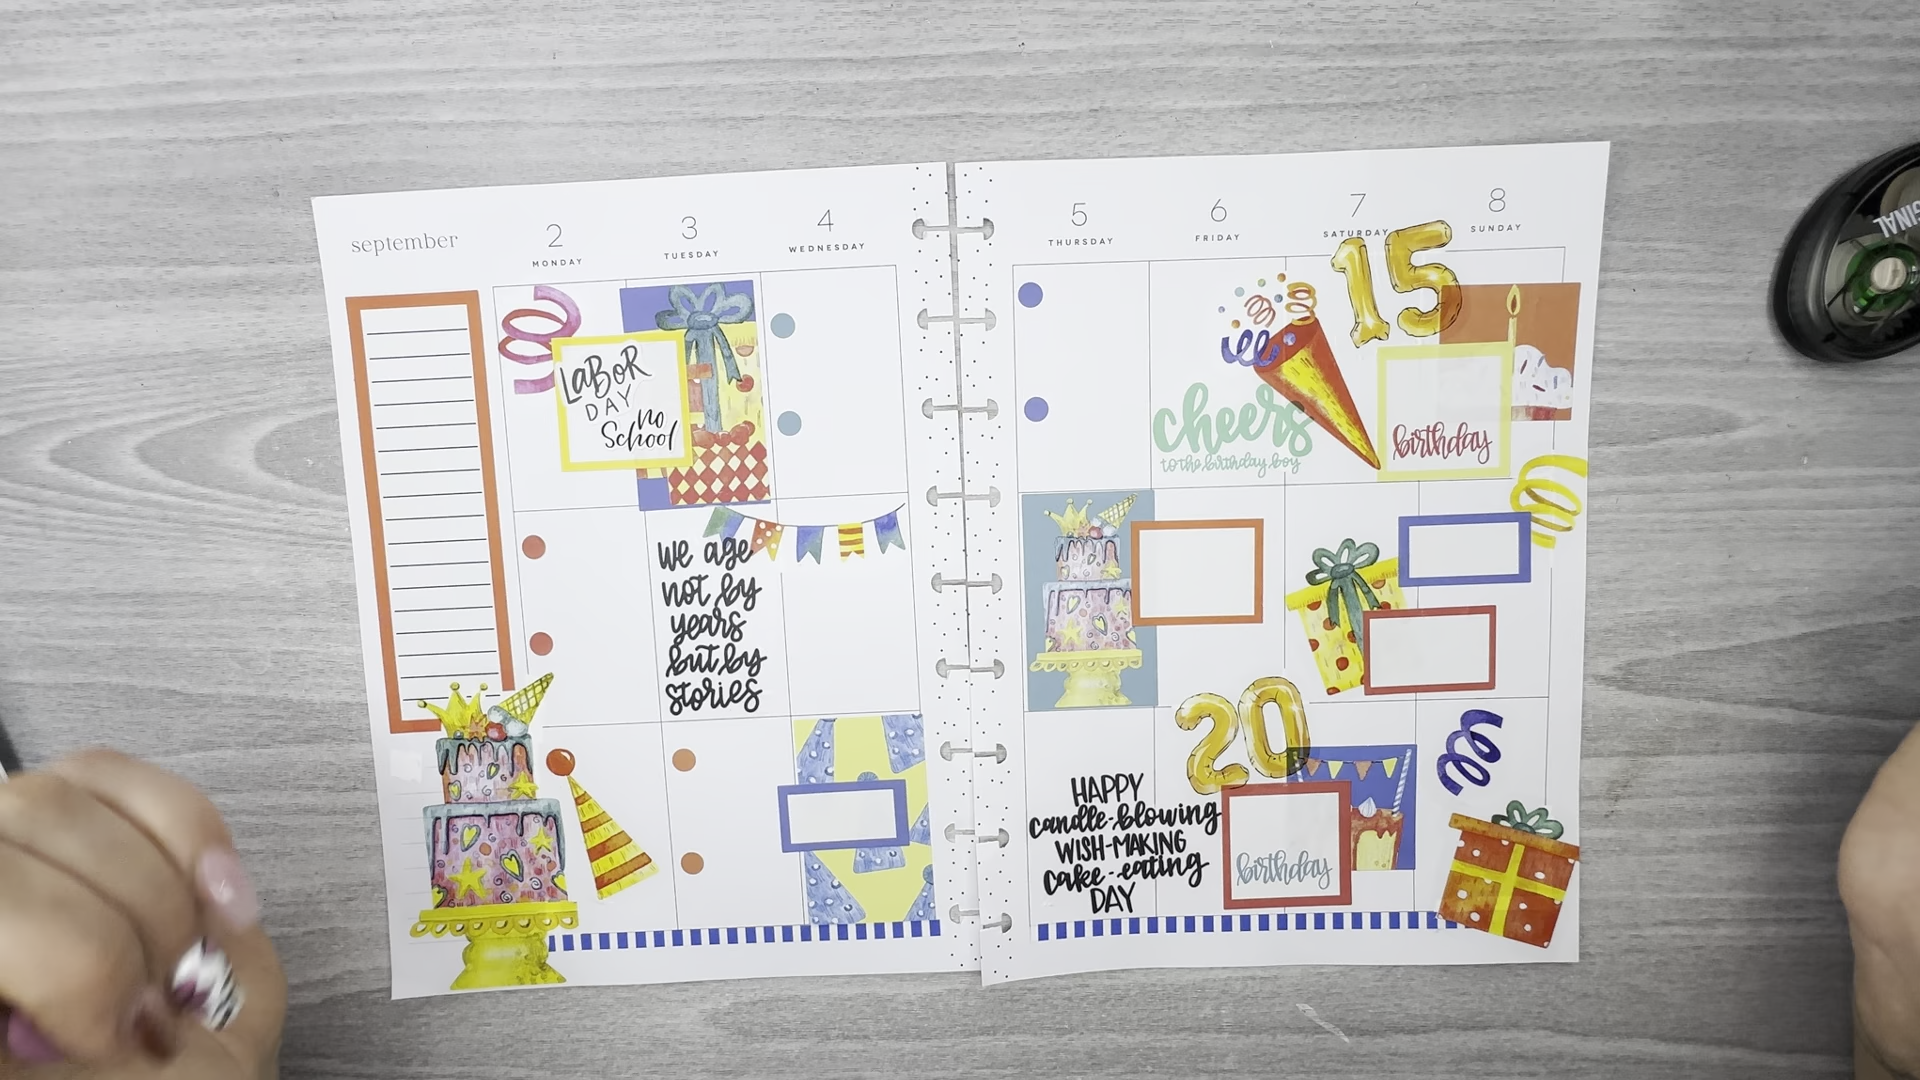 september
2
MONDAY
3
TUESDAY
4
WEDNESDAY
5
THURSDAY
6
FRIDAY
7
SATURDAY
8
SUNDAY
LABOR
DAY
no
School
we age
not by
years
but by
stories
15
cheers
to the birthday boy
birthday
20
HAPPY
candle-blowing
WISH-MAKING
cake-eating
DAY
birthday